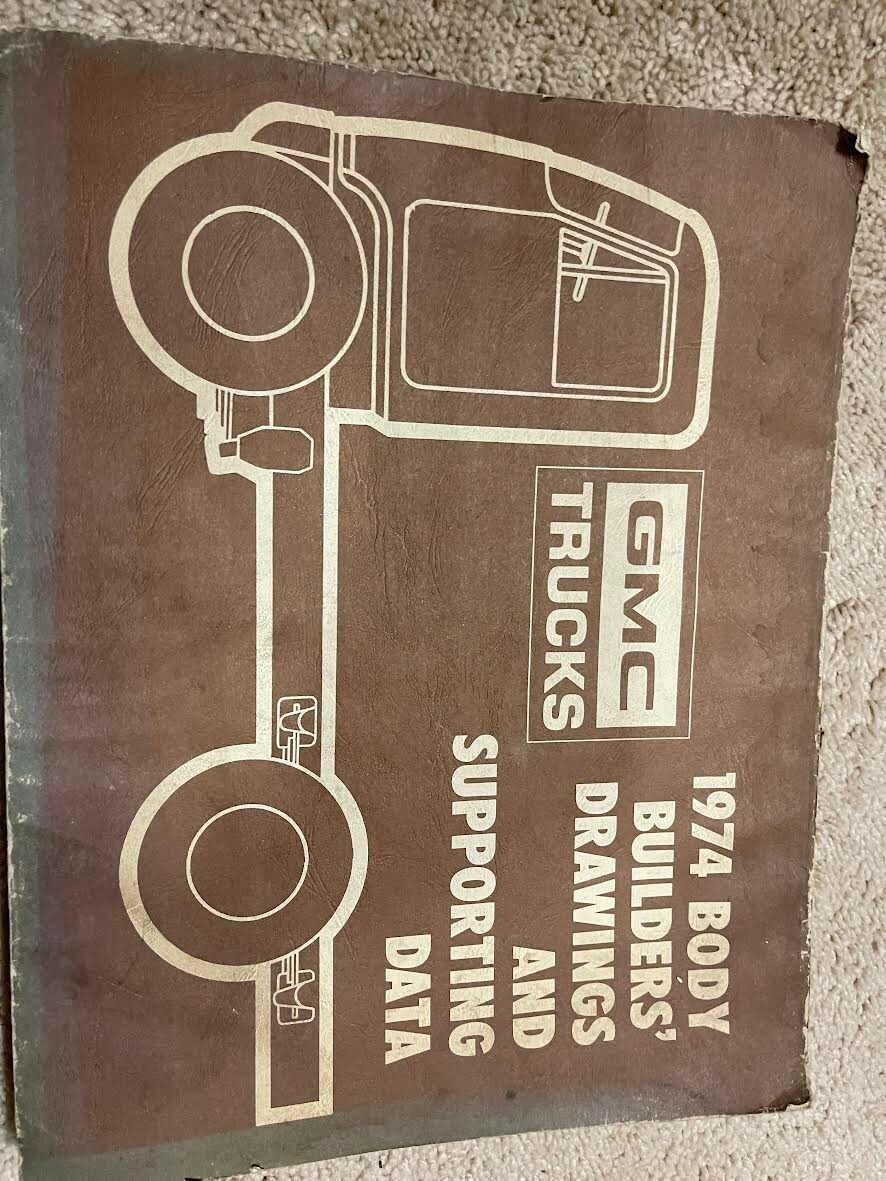 GMC
TRUCKS
1974 BODY
BUILDERS'
DRAWINGS
AND
SUPPORTING
DATA